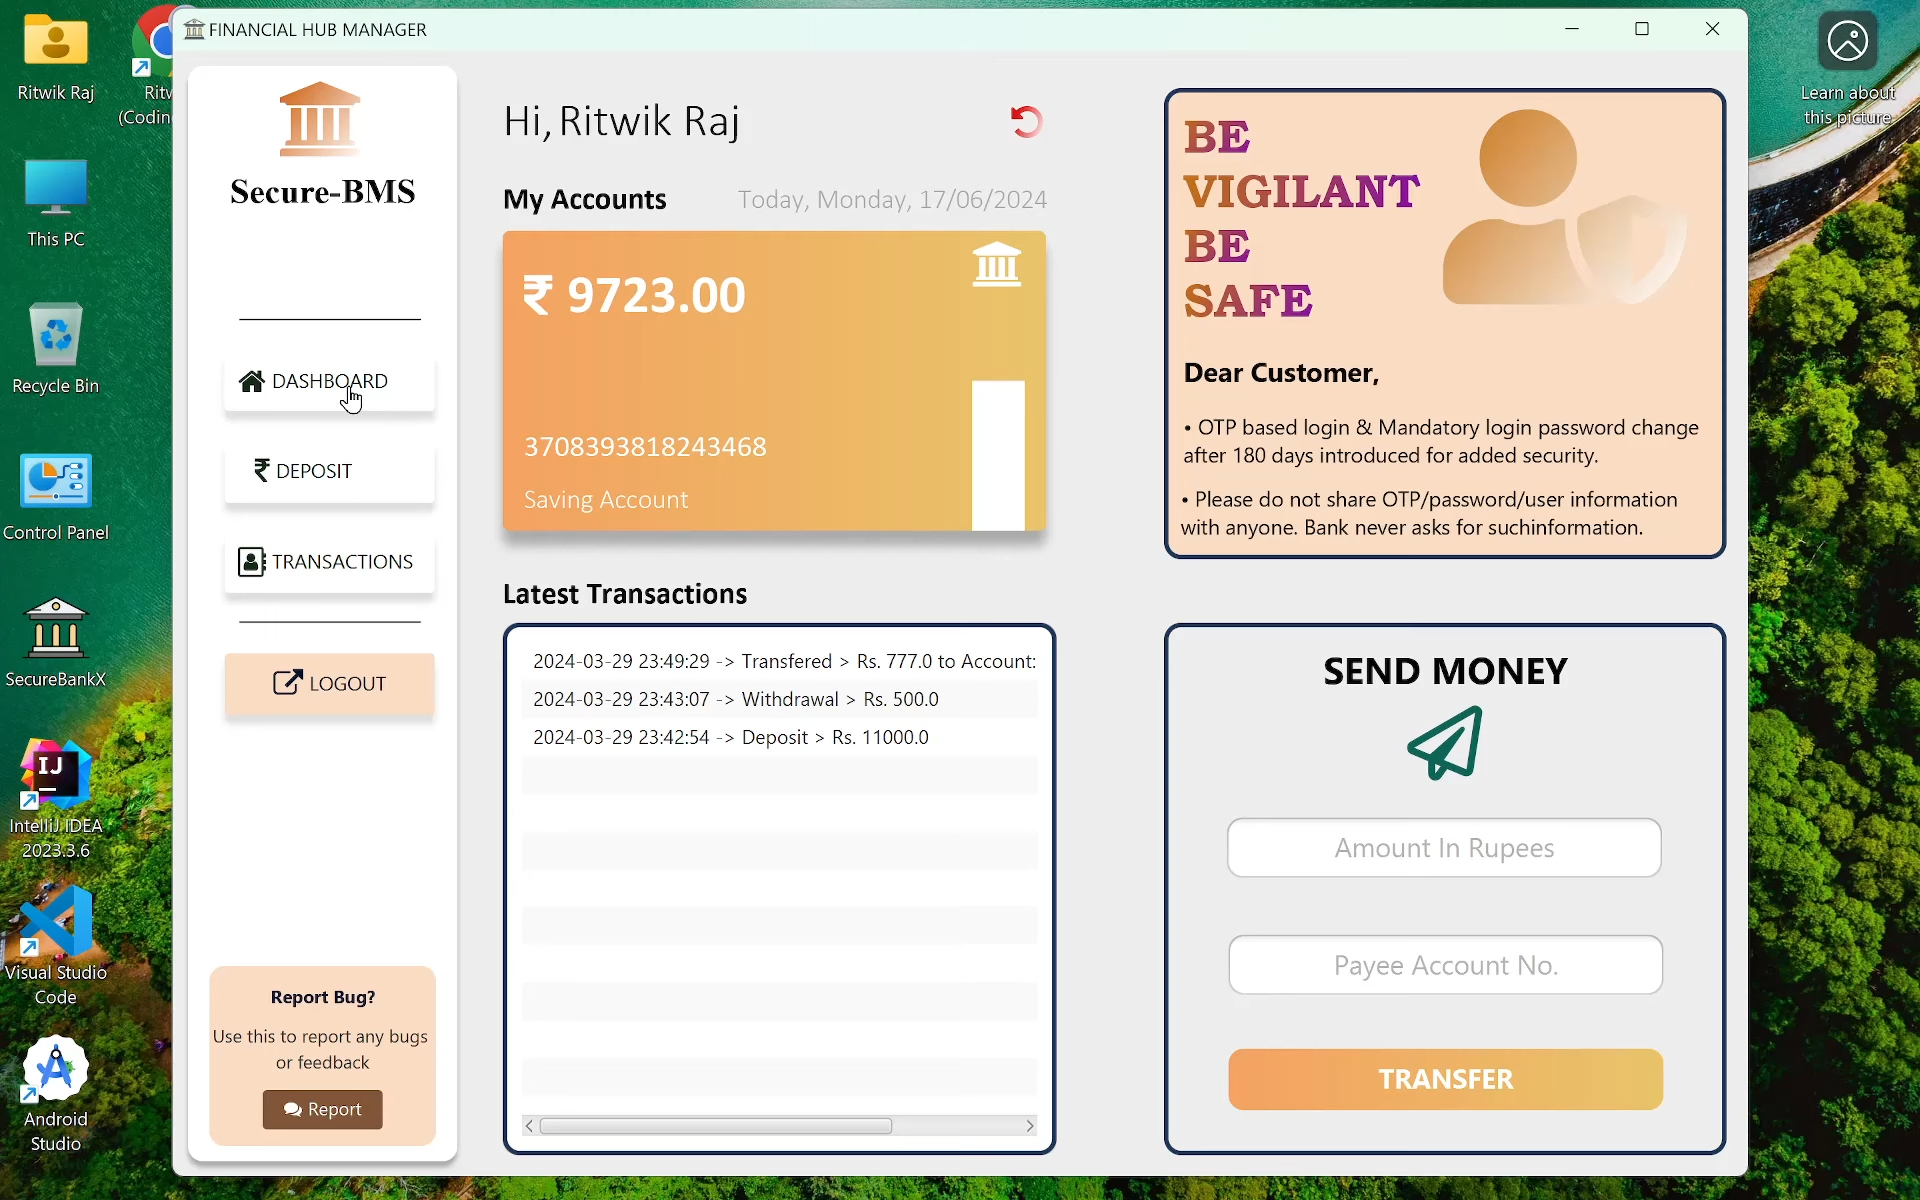 Ritwik Raj
Ritw
(Codin
This PC
Recycle Bin
Control Panel
SecureBankX
IJ
IntelliJ IDEA
2023.3.6
Visual Studio
Code
Android
Studio
Learn about
this picture
FINANCIAL HUB MANAGER
Secure-BMS
DASHBOARD
₹ DEPOSIT
TRANSACTIONS
LOGOUT
Report Bug?
Use this to report any bugs
or feedback
Report
Hi, Ritwik Raj
My Accounts
Today, Monday, 17/06/2024
₹ 9723.00
3708393818243468
Saving Account
Latest Transactions
2024-03-29 23:49:29 -> Transfered > Rs. 777.0 to Account:
2024-03-29 23:43:07 -> Withdrawal > Rs. 500.0
2024-03-29 23:42:54 -> Deposit > Rs. 11000.0
BE
VIGILANT
BE
SAFE
Dear Customer,
• OTP based login & Mandatory login password change
after 180 days introduced for added security.
• Please do not share OTP/password/user information
with anyone. Bank never asks for suchinformation.
SEND MONEY
Amount In Rupees
Payee Account No.
TRANSFER